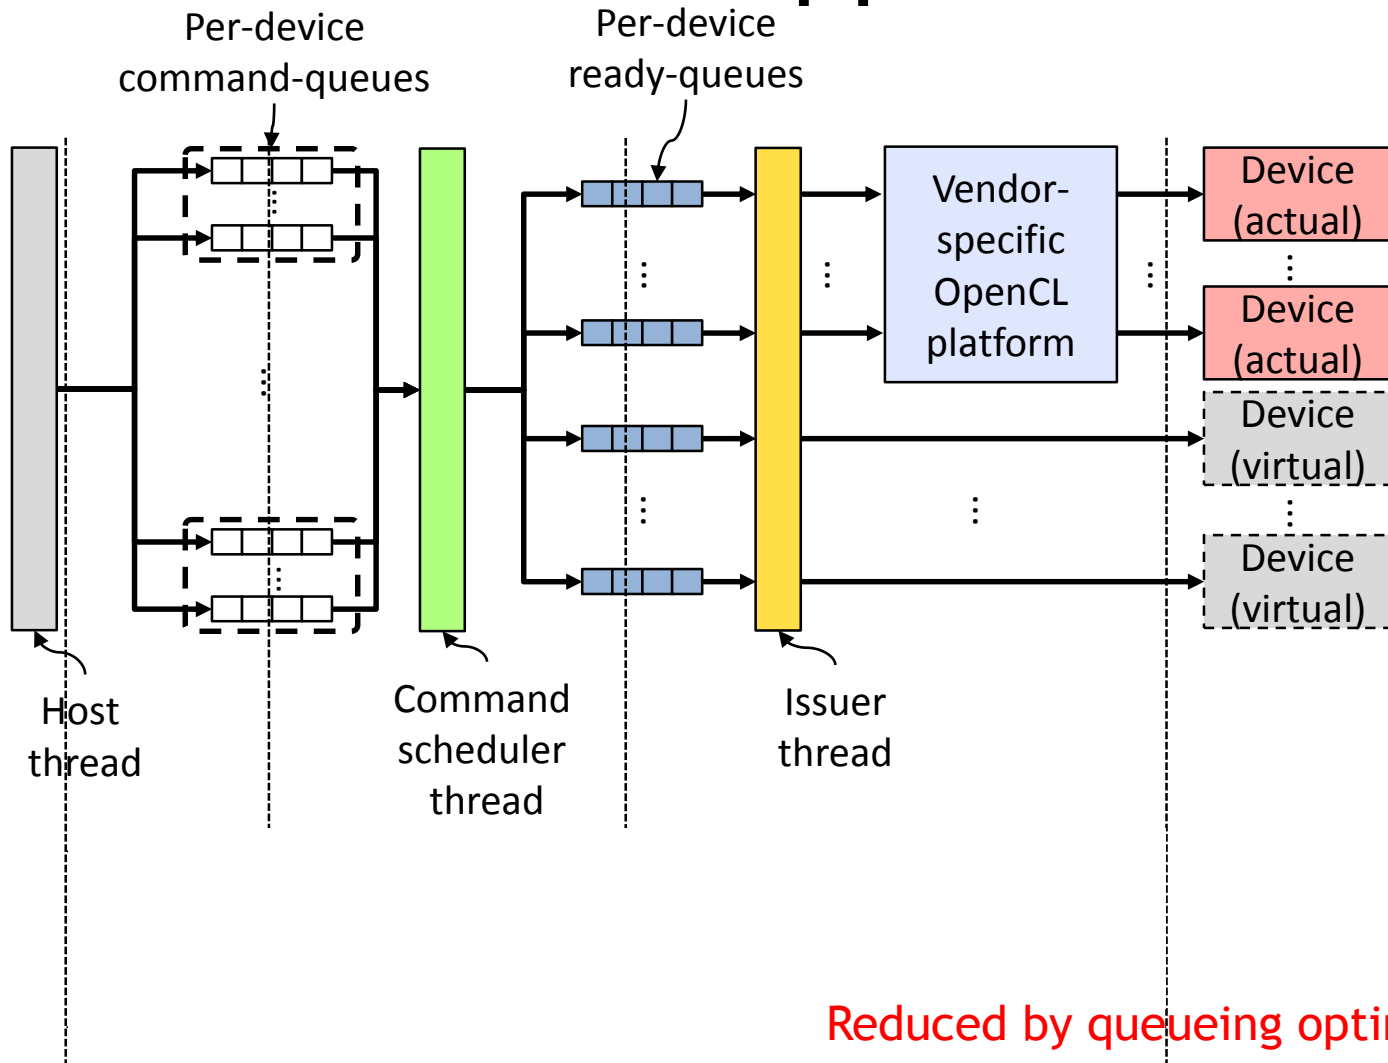 Per-device
command-queues
Per-device
ready-queues
Vendor-
specific
OpenCL
platform
Device
(actual)
Device
(actual)
Device
(virtual)
Device
(virtual)
Host
thread
Command
scheduler
thread
Issuer
thread
Reduced by queueing